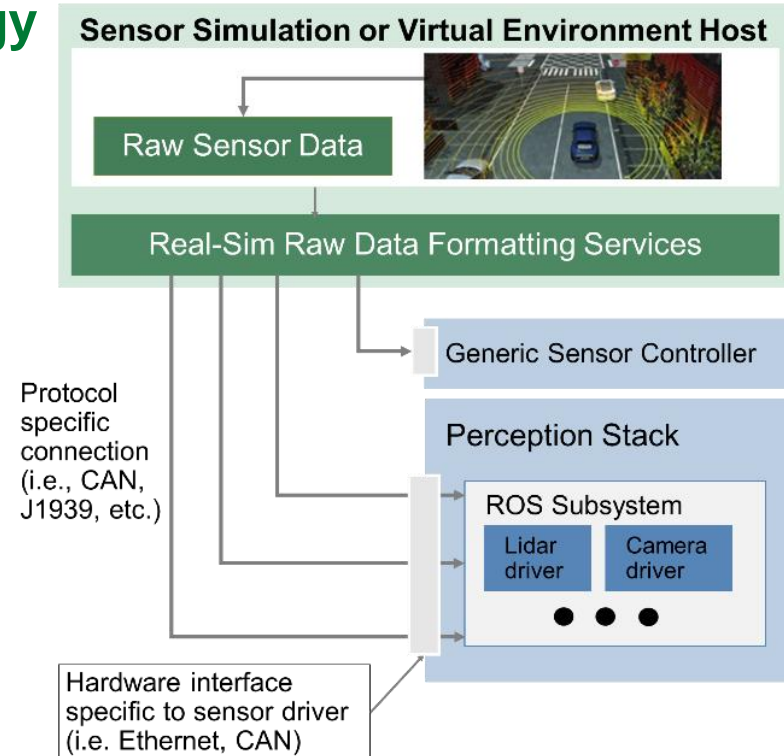 gy
Sensor Simulation or Virtual Environment Host
Raw Sensor Data
Real-Sim Raw Data Formatting Services
Generic Sensor Controller
Protocol
specific
connection
(i.e., CAN,
J1939, etc.)
Perception Stack
ROS Subsystem
Lidar
driver
Camera
driver
Hardware interface
specific to sensor driver
(i.e. Ethernet, CAN)